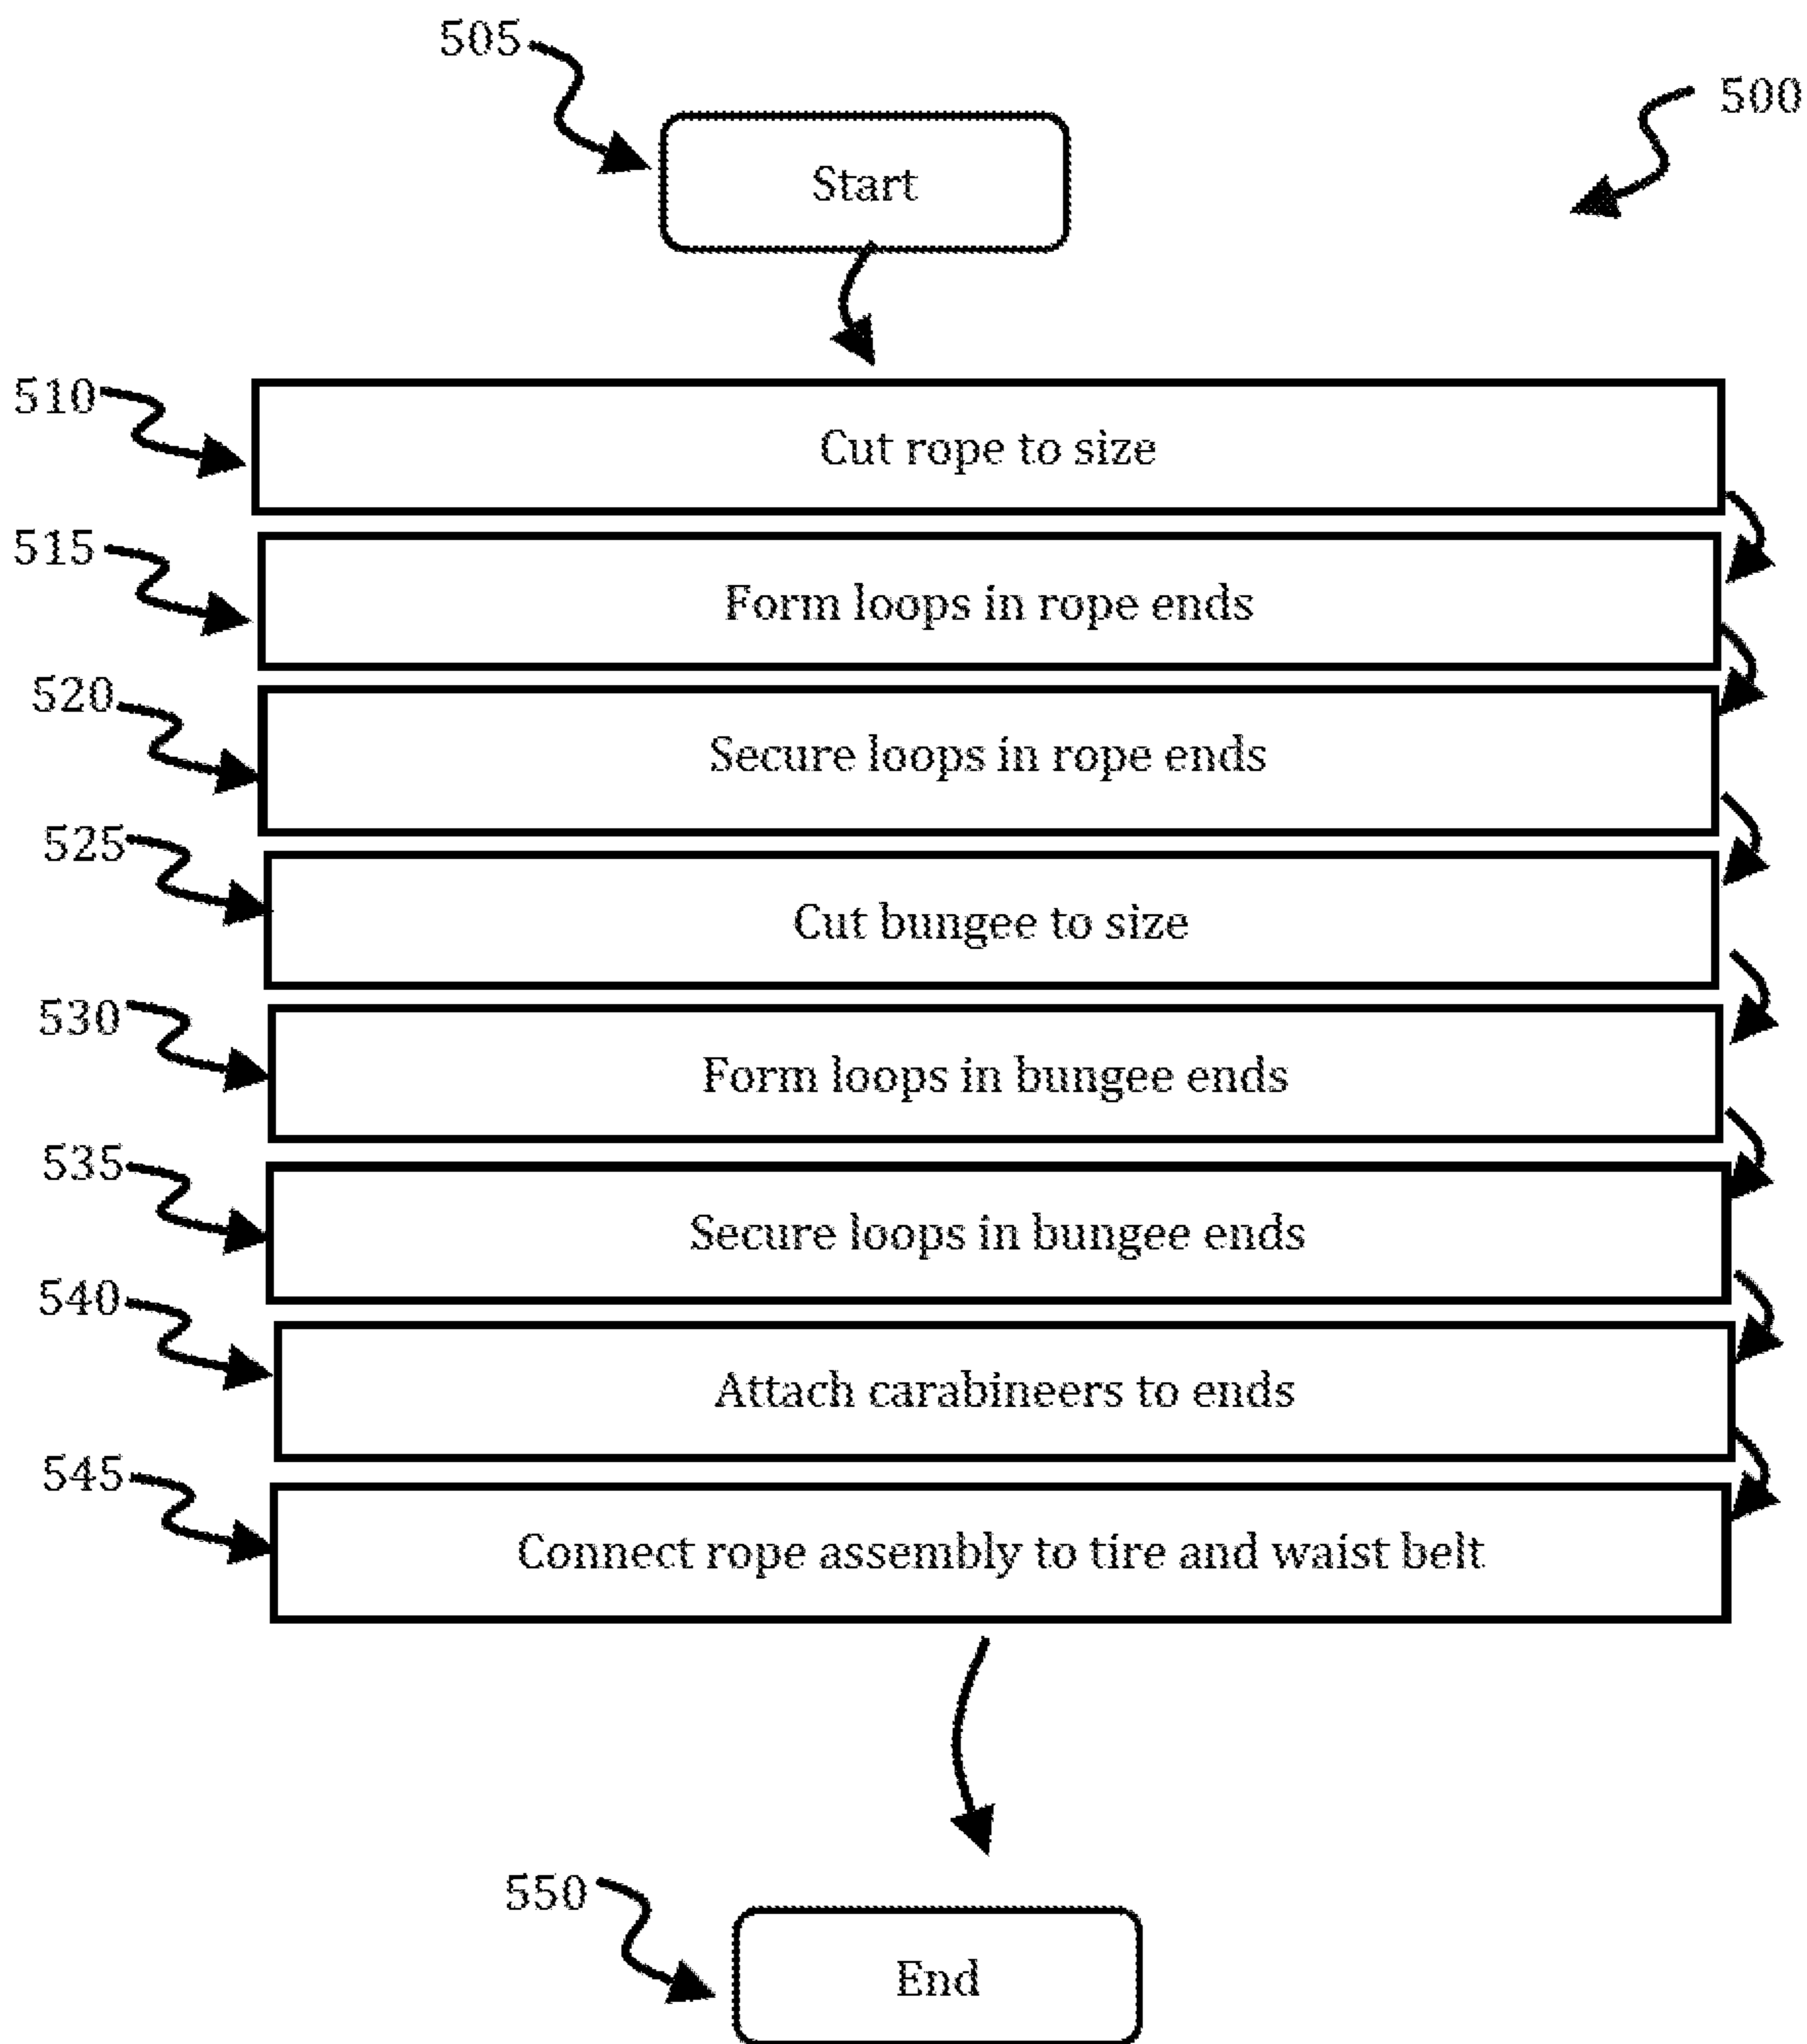 505
500
Start
510
Cut rope to size
515
Form loops in rope ends
520
Secure loops in rope ends
525
Cut bungee to size
530
Form loops in bungee ends
535
Secure loops in bungee ends
540
Attach carabineers to ends
545
Connect rope assembly to tire and waist belt
550
End